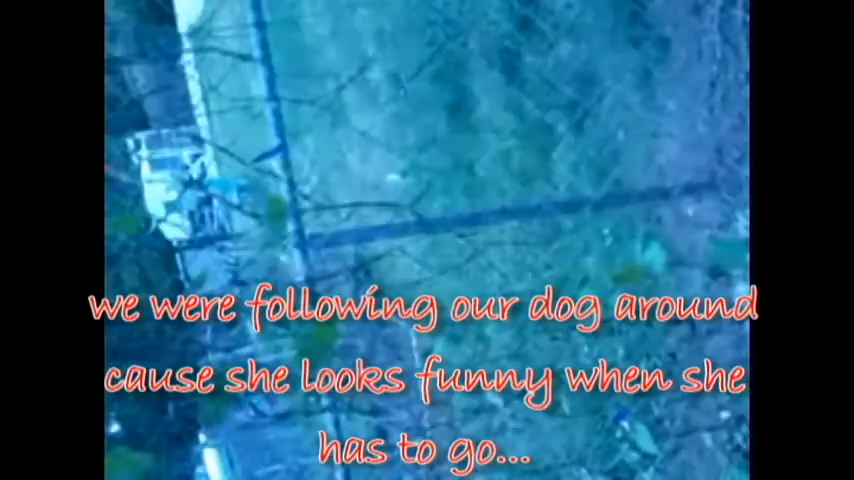 we were following our dog around
cause she looks funny when she
has to go...